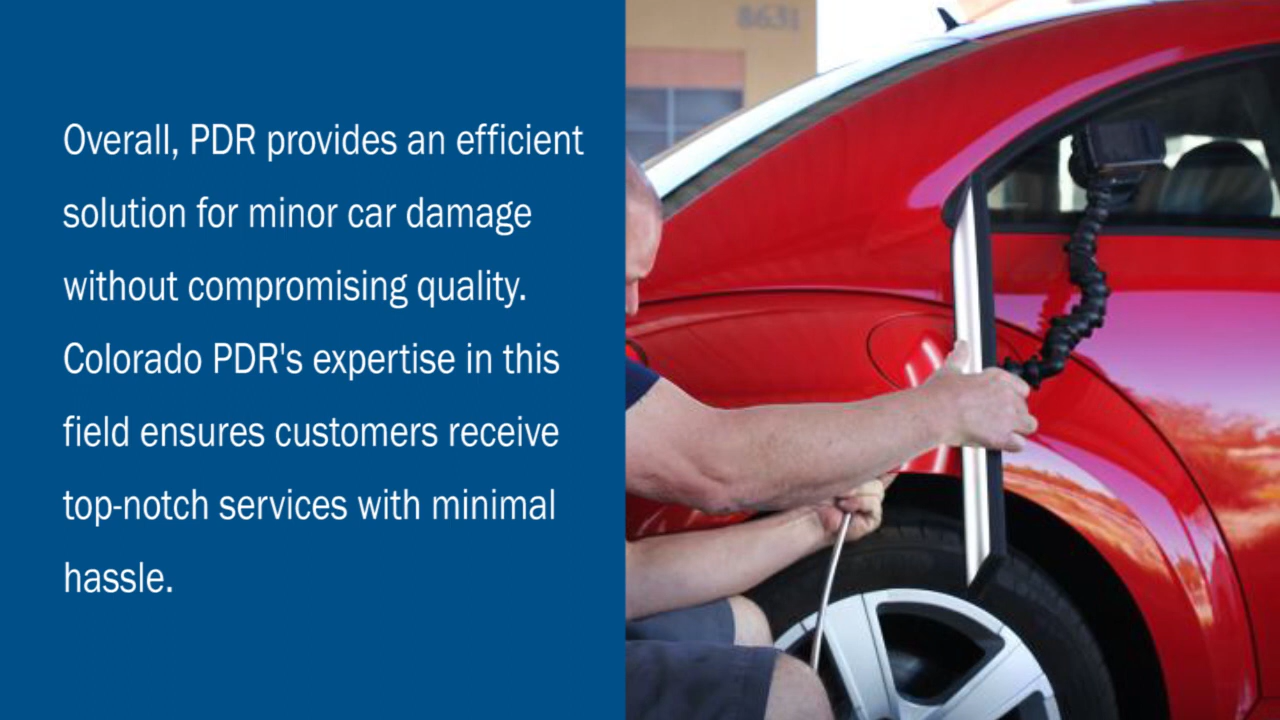 8631
Overall, PDR provides an efficient
solution for minor car damage
without compromising quality.
Colorado PDR's expertise in this
field ensures customers receive
top-notch services with minimal
hassle.